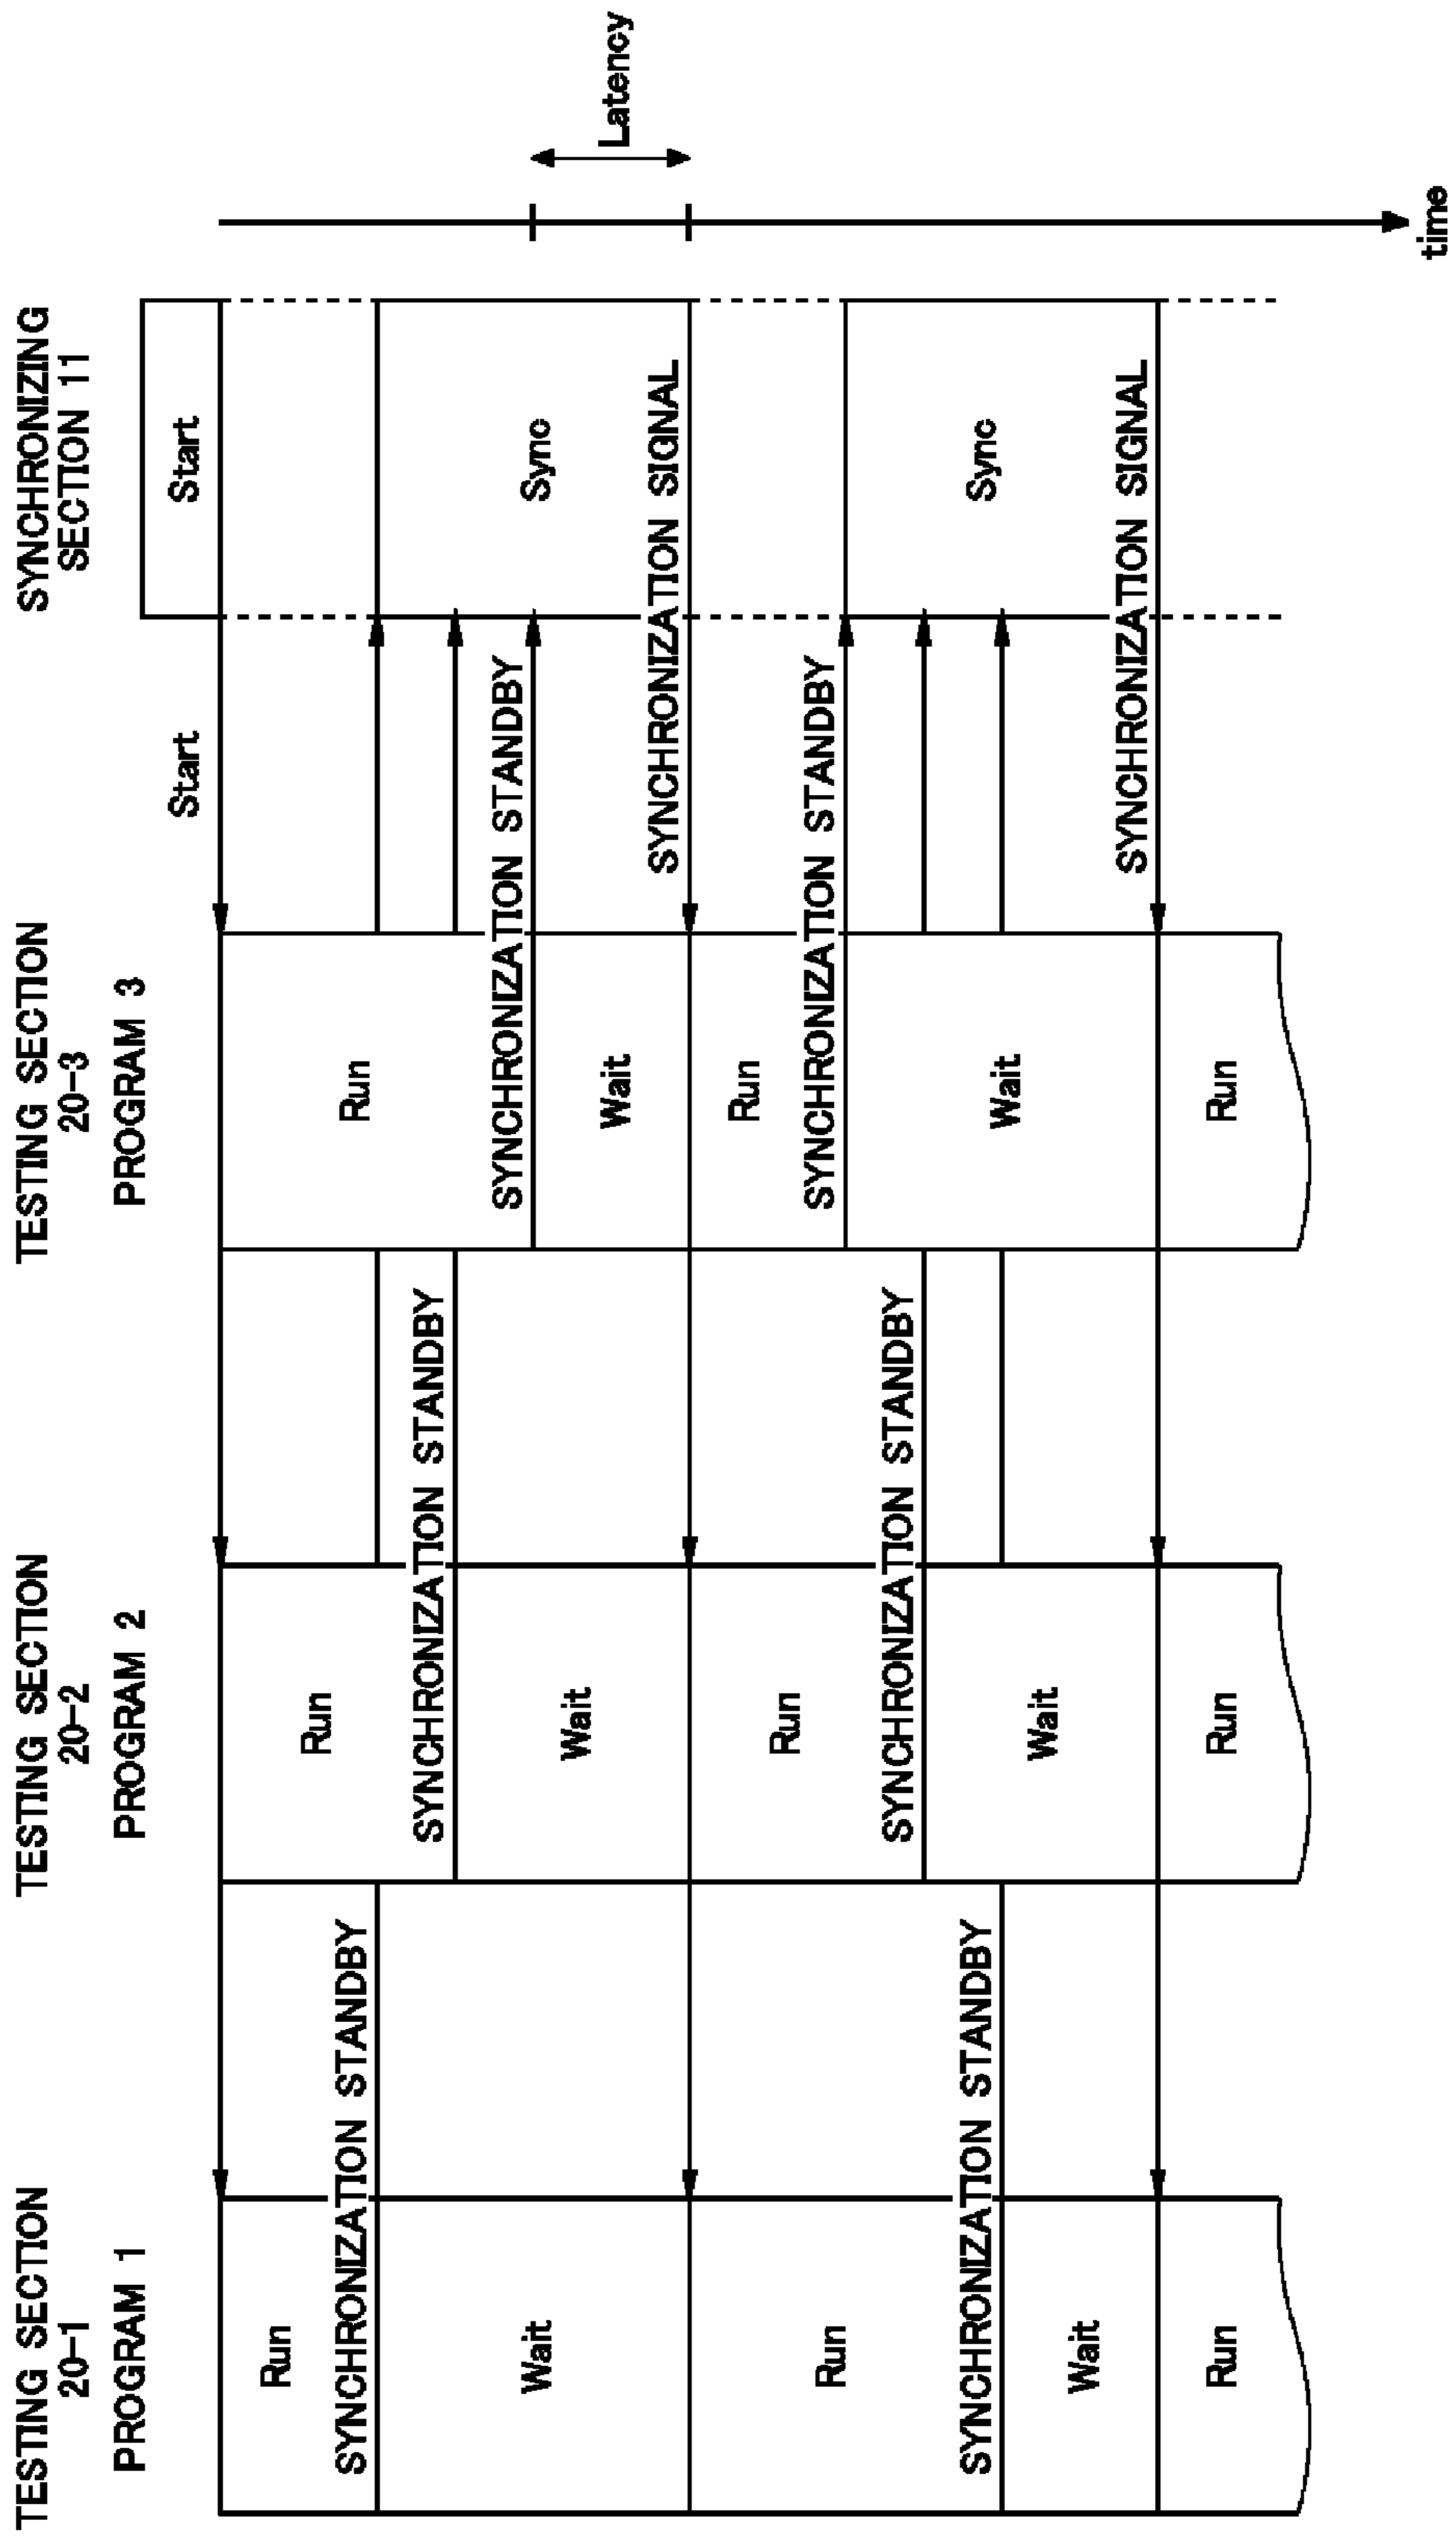 TESTING SECTION
20-1
PROGRAM 1
TESTING SECTION
20-2
PROGRAM 2
TESTING SECTION
20-3
PROGRAM 3
SYNCHRONIZING
SECTION 11
Start
Start
Run
Run
Run
SYNCHRONIZATION STANDBY
SYNCHRONIZATION STANDBY
SYNCHRONIZATION STANDBY
Wait
Wait
Wait
Sync
Latency
SYNCHRONIZATION SIGNAL
Run
Run
Run
SYNCHRONIZATION STANDBY
SYNCHRONIZATION STANDBY
SYNCHRONIZATION STANDBY
Wait
Wait
Wait
Sync
SYNCHRONIZATION SIGNAL
Run
Run
Run
time